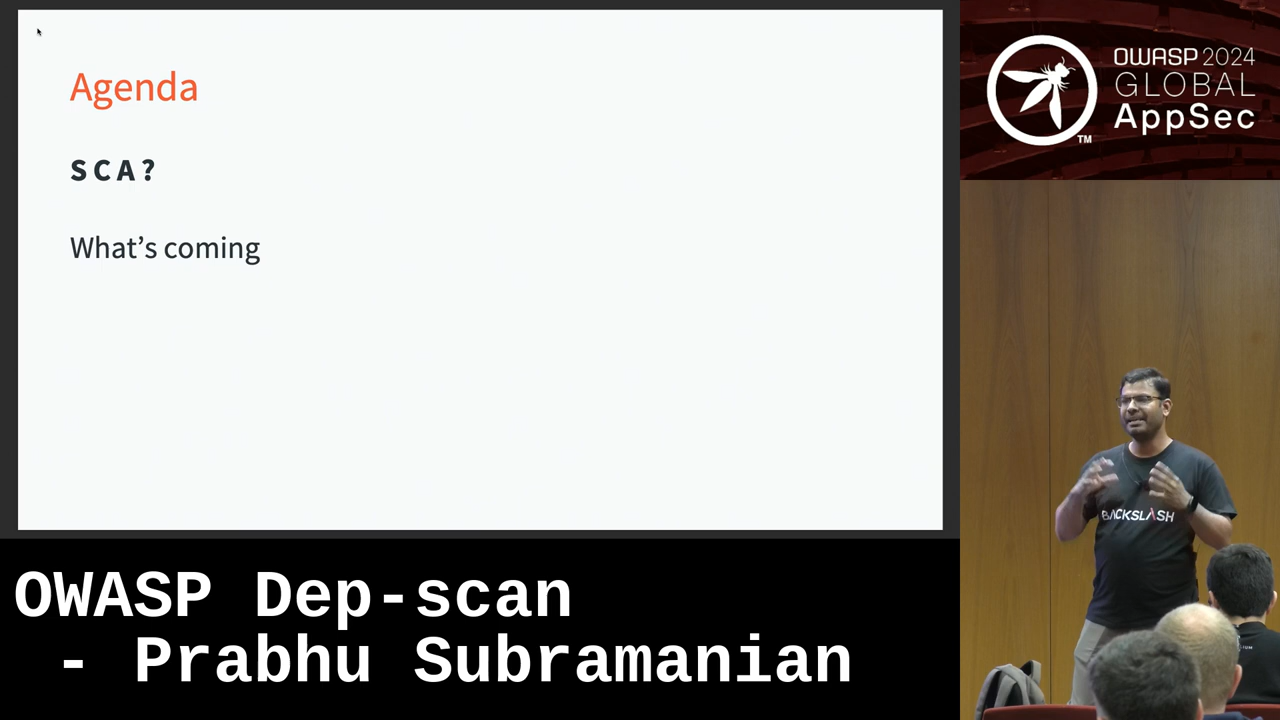 Agenda
SCA?
What's coming
OWASP 2024
GLOBAL
AppSec
TM
BACKSLASH
OWASP Dep-scan
- Prabhu Subramanian